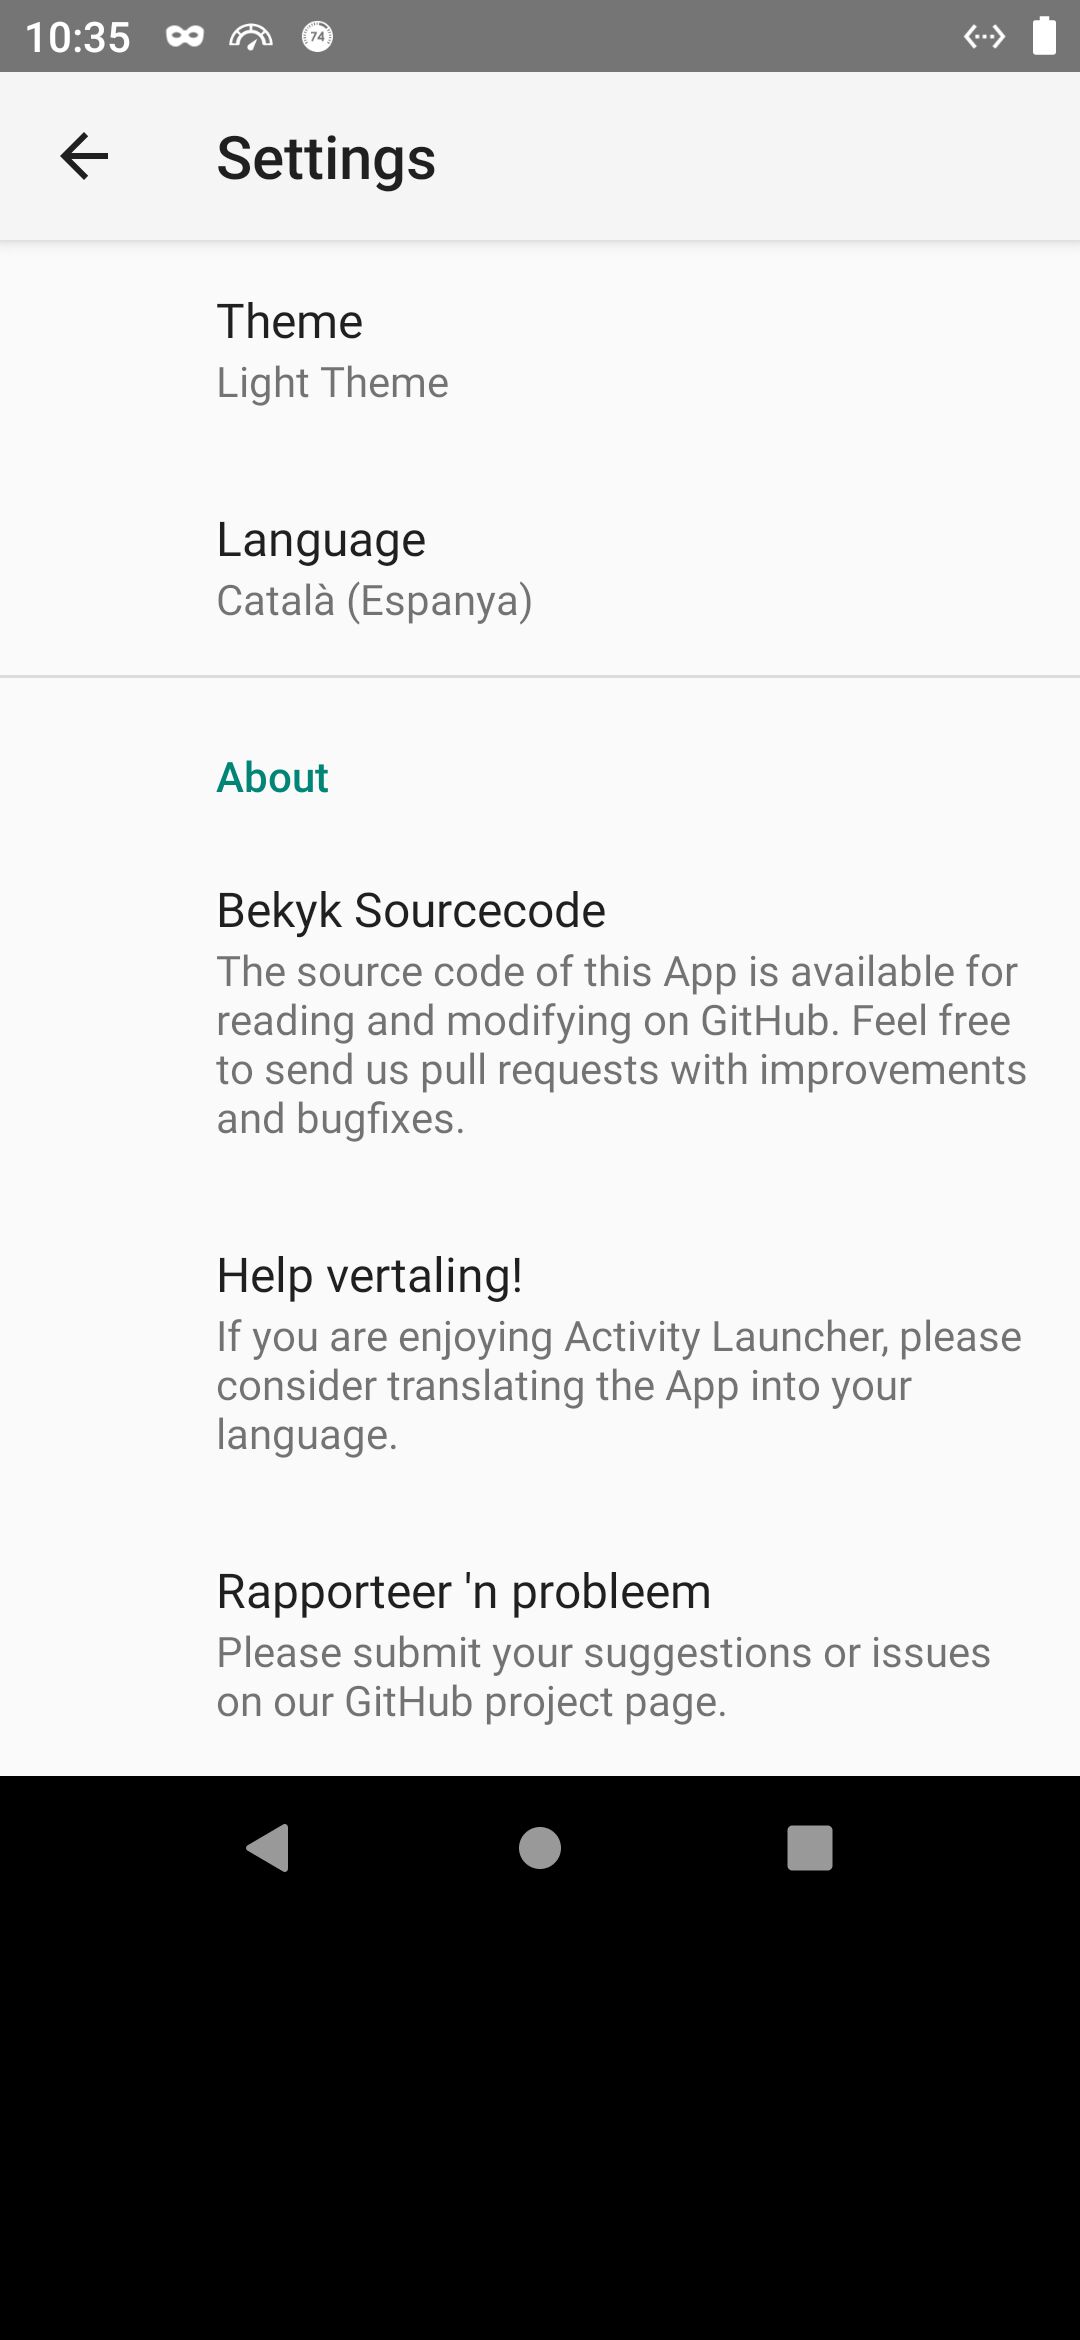 10:35
74
Settings
Theme
Light Theme
Language
Català (Espanya)
About
Bekyk Sourcecode
The source code of this App is available for
reading and modifying on GitHub. Feel free
to send us pull requests with improvements
and bugfixes.
Help vertaling!
If you are enjoying Activity Launcher, please
consider translating the App into your
language.
Rapporteer 'n probleem
Please submit your suggestions or issues
on our GitHub project page.